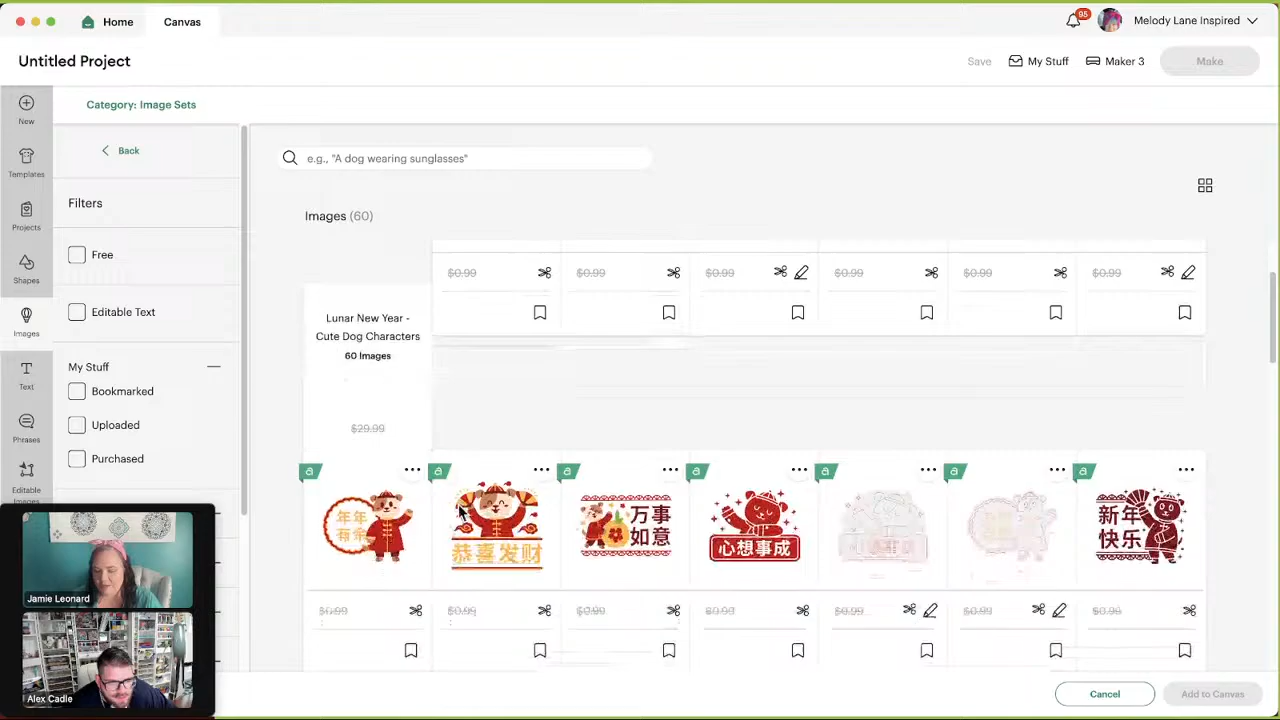 Home
Canvas
95
Melody Lane Inspired
Untitled Project
Save
My Stuff
Maker 3
Make
New
Templates
Projects
Shapes
Images
Text
Phrases
Editable
Images
Category: Image Sets
Back
Filters
Free
Editable Text
My Stuff
Bookmarked
Uploaded
Purchased
e.g., "A dog wearing sunglasses"
Images (60)
$0.99
$0.99
$0.99
$0.99
$0.99
$0.99
Lunar New Year -
Cute Dog Characters
60 Images
$29.99
a
a
a
a
a
a
a
年年
有余
恭喜发财
万事
如意
心想事成
心想事成
新年
快乐
$0.99
$0.99
$0.99
$0.99
$0.99
$0.99
$0.99
Jamie Leonard
Alex Cadle
Cancel
Add to Canvas